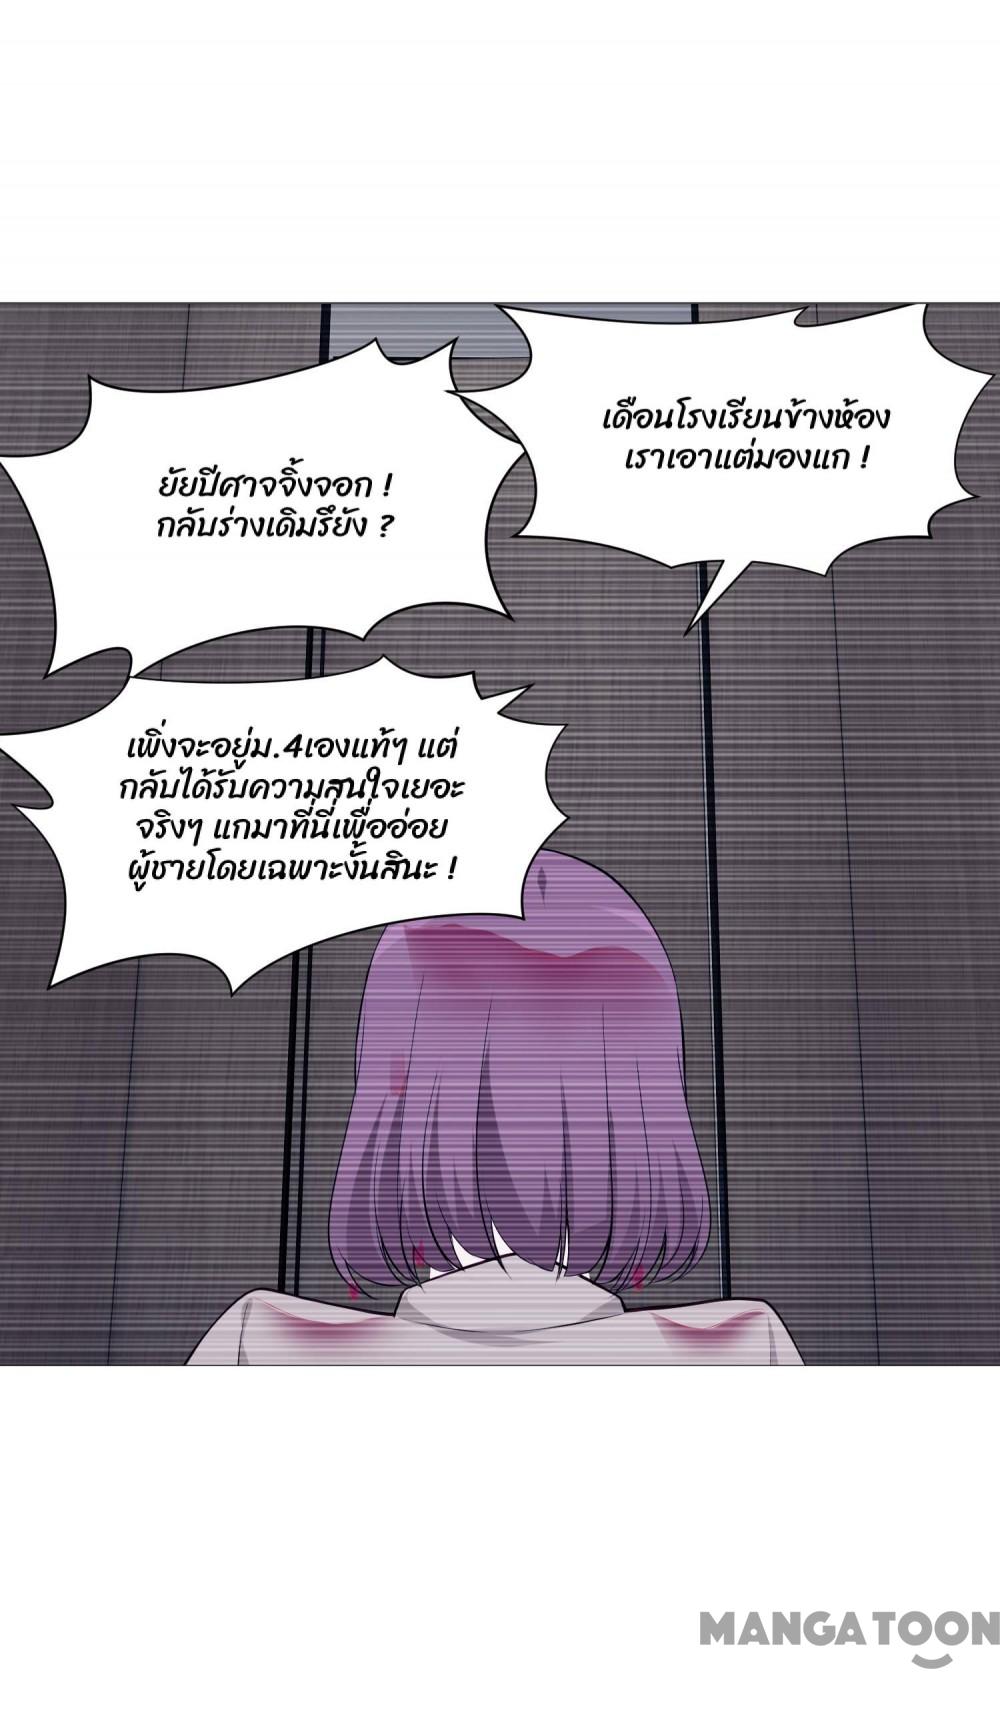 เดือนโรงเรียนข้างห้อง
เราเอาแต่มองแก !
ยัยปีศาจจิ้งจอก !
กลับร่างเดิมรึยัง ?
เพิ่งจะอยู่ม.4เองแท้ๆ แต่
กลับได้รับความสนใจเยอะ
จริงๆ แกมาที่นี่เพื่ออ่อย
ผู้ชายโดยเฉพาะงั้นสินะ !
MANGATOON